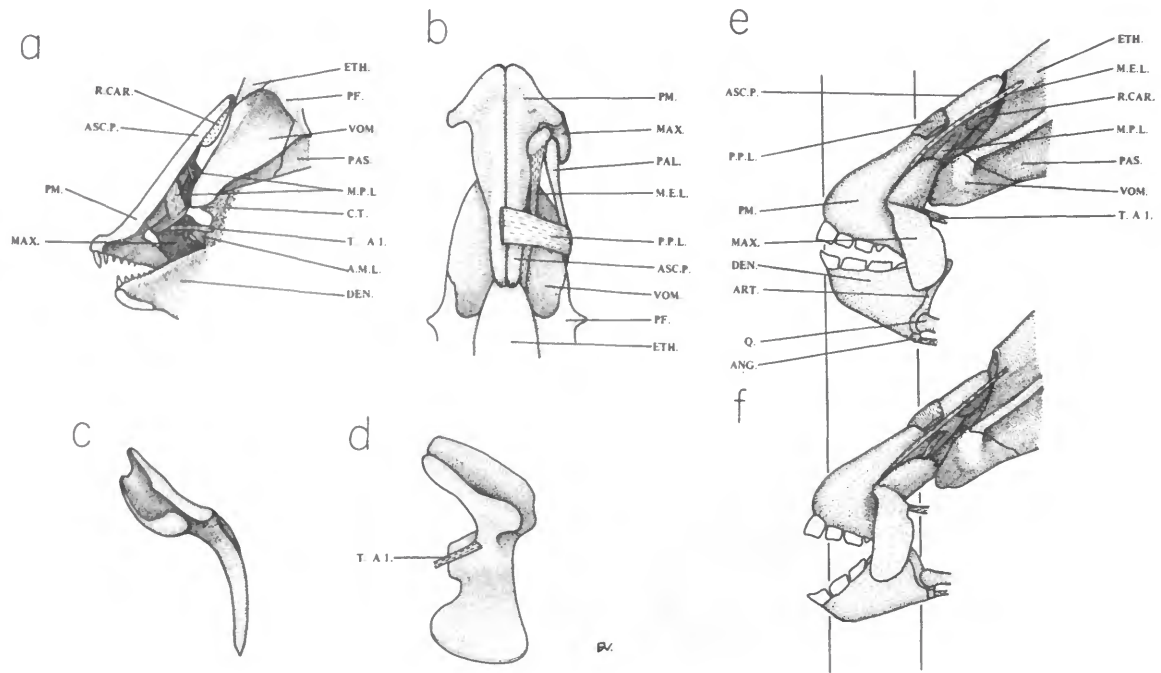 a
ETH.
R.CAR.
PF.
ASC.P.
VOM.
PAS.
PM.
M.P.L.
C.T.
MAX.
T. A 1.
A.M.L.
DEN.
b
PM.
MAX.
PAL.
M.E.L.
P.P.L.
ASC.P.
VOM.
PF.
ETH.
c
d
T. A 1.
e
ETH.
ASC.P.
M.E.L.
R.CAR.
P.P.L.
M.P.L.
PAS.
VOM.
PM.
T. A 1.
MAX.
DEN.
ART.
Q.
ANG.
f